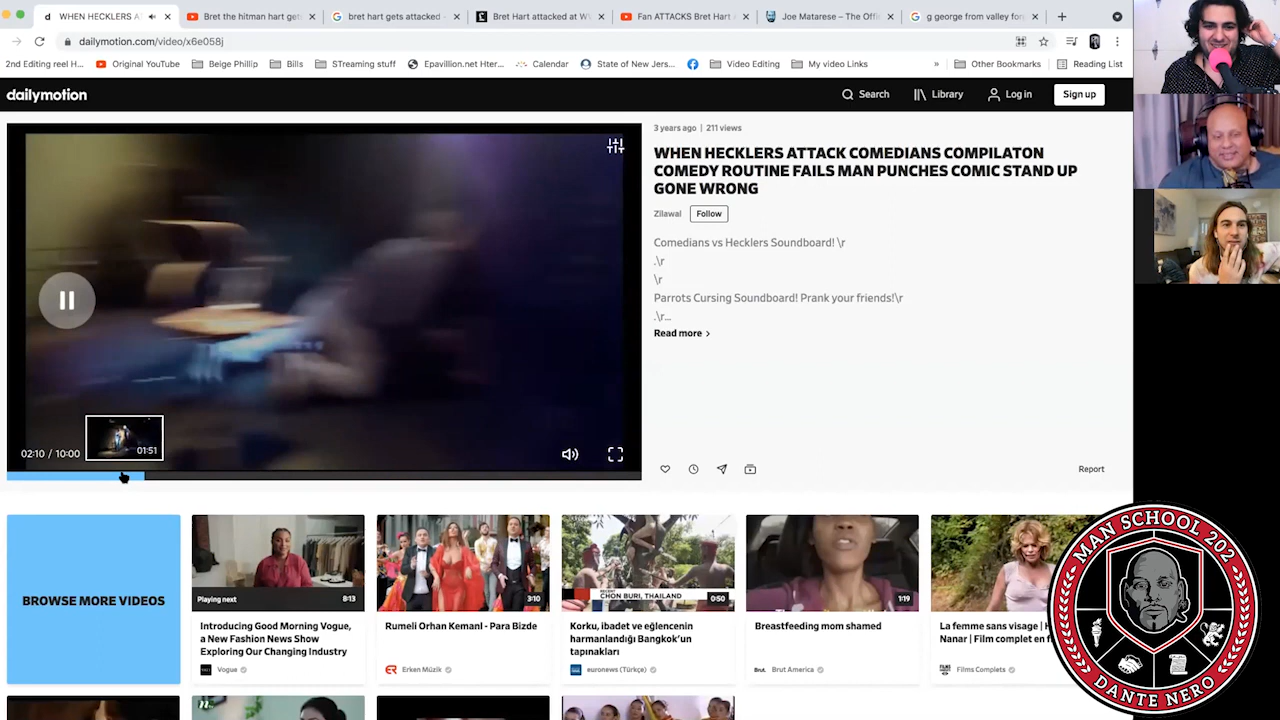 WHEN HECKLERS A
Bret the hitman hart get
bret hart gets attacked
Bret Hart attacked at W
Fan ATTACKS Bret Hart
Joe Matarese – The Offi
g george from valley for
dailymotion.com/video/x6e058j
2nd Editing reel H...
Original YouTube
Beige Phillip
Bills
STreaming stuff
Epavillion.net Hter...
Calendar
State of New Jers...
Video Editing
My video Links
»
Other Bookmarks
Reading List
dailymotion
Search
Library
Log in
Sign up
3 years ago | 211 views
WHEN HECKLERS ATTACK COMEDIANS COMPILATON
COMEDY ROUTINE FAILS MAN PUNCHES COMIC STAND UP
GONE WRONG
Zilawal
Follow
Comedians vs Hecklers Soundboard! \r
.\r
\r
Parrots Cursing Soundboard! Prank your friends!\r
.\r...
Read more
01:51
02:10 / 10:00
Report
BROWSE MORE VIDEOS
Playing next
8:13
3:10
RECENT
CHON BURI, THAILAND
0:50
1:19
Introducing Good Morning Vogue,
a New Fashion News Show
Exploring Our Changing Industry
Vogue
Rumeli Orhan Kemanl - Para Bizde
Erken Müzik
Korku, ibadet ve eğlencenin
harmanlandığı Bangkok'un
tapınakları
euronews (Türkçe)
Breastfeeding mom shamed
Brut.
Brut America
La femme sans visage |
Nanar | Film complet en f
Films Complets
MAN SCHOOL 202
DANTE NERO